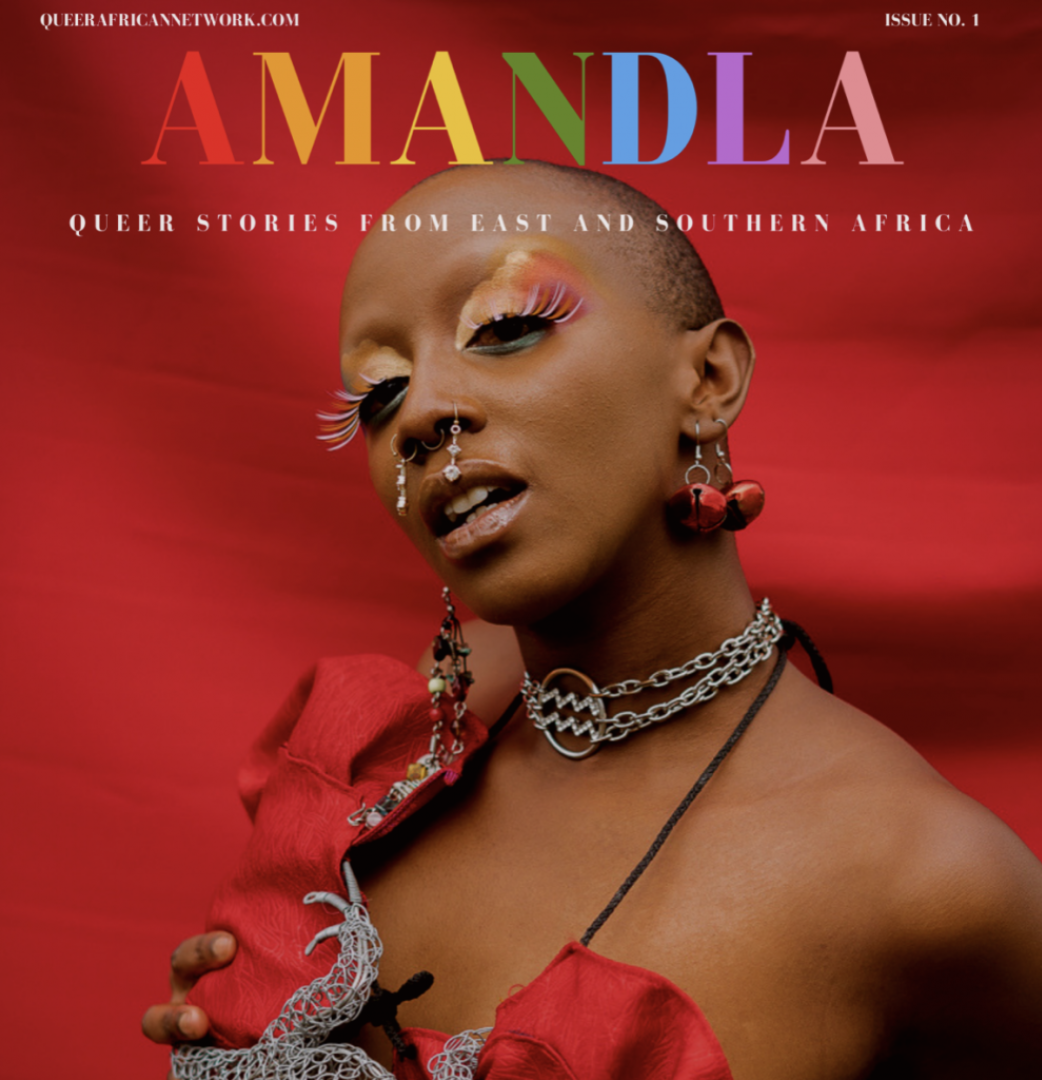 QUEERAFRICANNETWORK.COM
ISSUE NO. 1
AMANDLA
QUEER STORIES FROM EAST AND SOUTHERN AFRICA